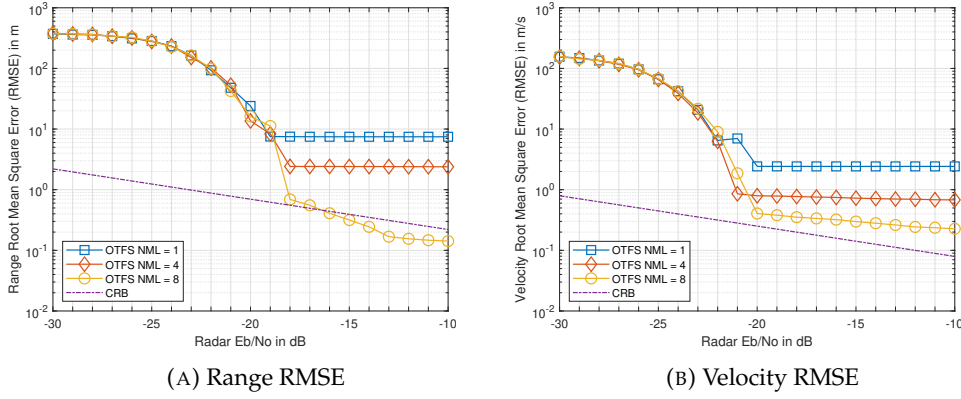 10^3
10^2
10^1
10^0
10^-1
10^-2
Range Root Mean Square Error (RMSE) in m
OTFS NML = 1
OTFS NML = 4
OTFS NML = 8
CRB
-30 -25 -20 -15 -10
Radar Eb/No in dB
(A) Range RMSE
10^3
10^2
10^1
10^0
10^-1
10^-2
Velocity Root Mean Square Error (RMSE) in m/s
OTFS NML = 1
OTFS NML = 4
OTFS NML = 8
CRB
-30 -25 -20 -15 -10
Radar Eb/No in dB
(B) Velocity RMSE